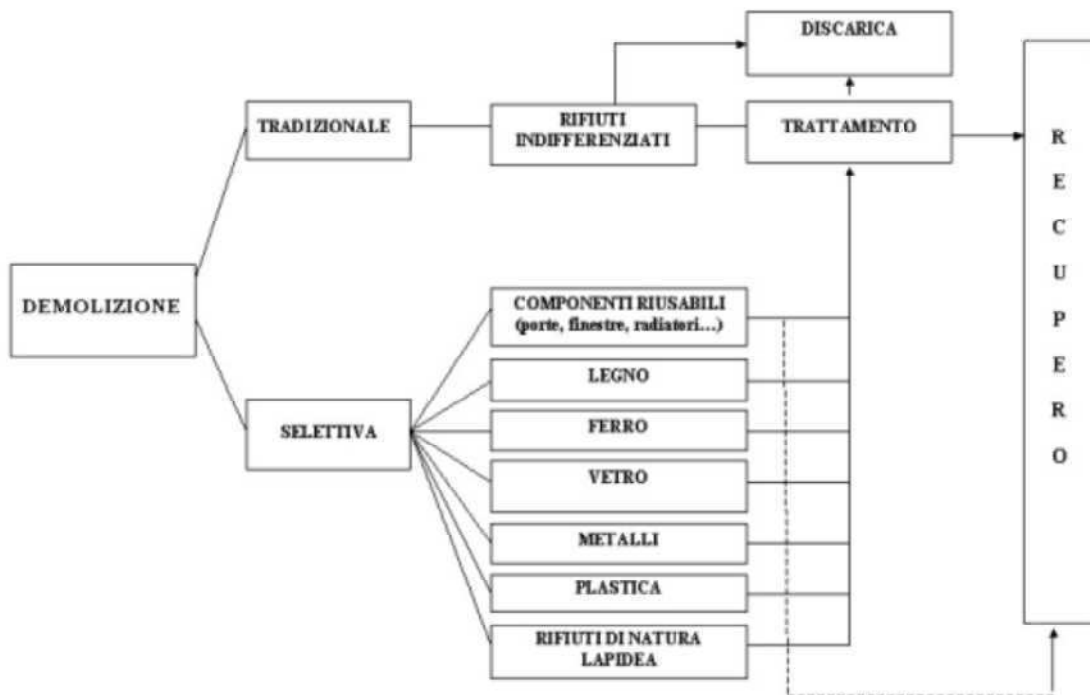 DISCARICA
TRADIZIONALE
RIFIUTI
INDIFFERENZIATI
TRATTAMENTO
RECUPERO
DEMOLIZIONE
SELETTIVA
COMPONENTI RIUSABILI
(porte, finestre, radiatori...)
LEGNO
FERRO
VETRO
METALLI
PLASTICA
RIFIUTI DI NATURA
LAPIDEA